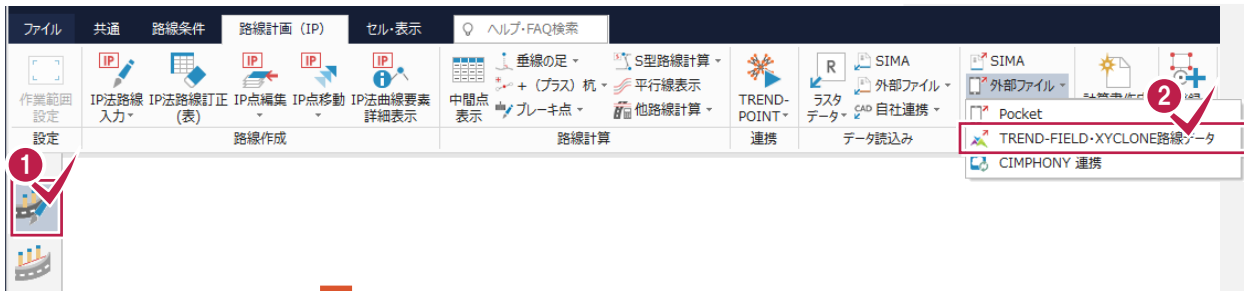 ファイル 共通 路線条件 路線計画（IP） セル・表示 ヘルプ・FAQ検索
作業範囲
設定
IP法路線
入力
IP法路線訂正
(表)
IP点編集
IP点移動
IP法曲線要素
詳細表示
中間点
表示
垂線の足
+（プラス）杭
ブレーキ点
S型路線計算
平行線表示
他路線計算
TREND-
POINT
ラスタ
データ
SIMA
外部ファイル
CAD 自社連携
SIMA
外部ファイル
設定 路線作成 路線計算 連携 データ読込み
Pocket
TREND-FIELD・XYCLONE路線データ
CIMPHONY 連携
1
2